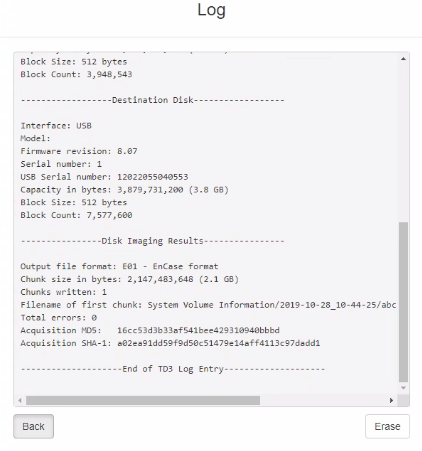 Log
Block Size: 512 bytes
Block Count: 3,948,543
-----------------Destination Disk-----------------
Interface: USB
Model:
Firmware revision: 8.07
Serial number: 1
USB Serial number: 12022055040553
Capacity in bytes: 3,879,731,200 (3.8 GB)
Block Size: 512 bytes
Block Count: 7,577,600
---------------Disk Imaging Results---------------
Output file format: E01 - EnCase format
Chunk size in bytes: 2,147,483,648 (2.1 GB)
Chunks written: 1
Filename of first chunk: System Volume Information/2019-10-28_10-44-25/abc
Total errors: 0
Acquisition MD5: 16cc53d3b33af541bee429310940bbbd
Acquisition SHA-1: a02ea91dd59f9d50c51479e14aff4113c97dadd1
-------------------End of TD3 Log Entry-------------------
Back
Erase